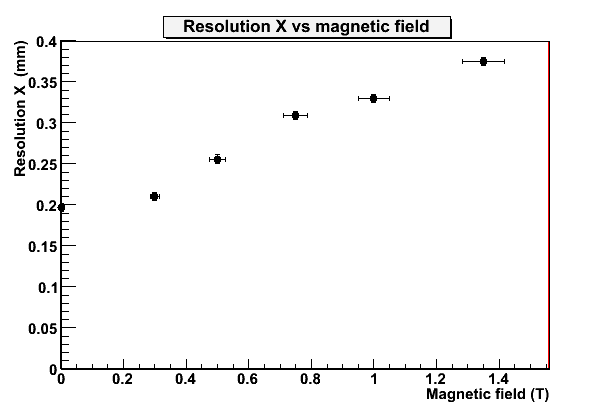 Resolution X vs magnetic field
Resolution X (mm)
0.4
0.35
0.3
0.25
0.2
0.15
0.1
0.05
0
0 0.2 0.4 0.6 0.8 1 1.2 1.4
Magnetic field (T)